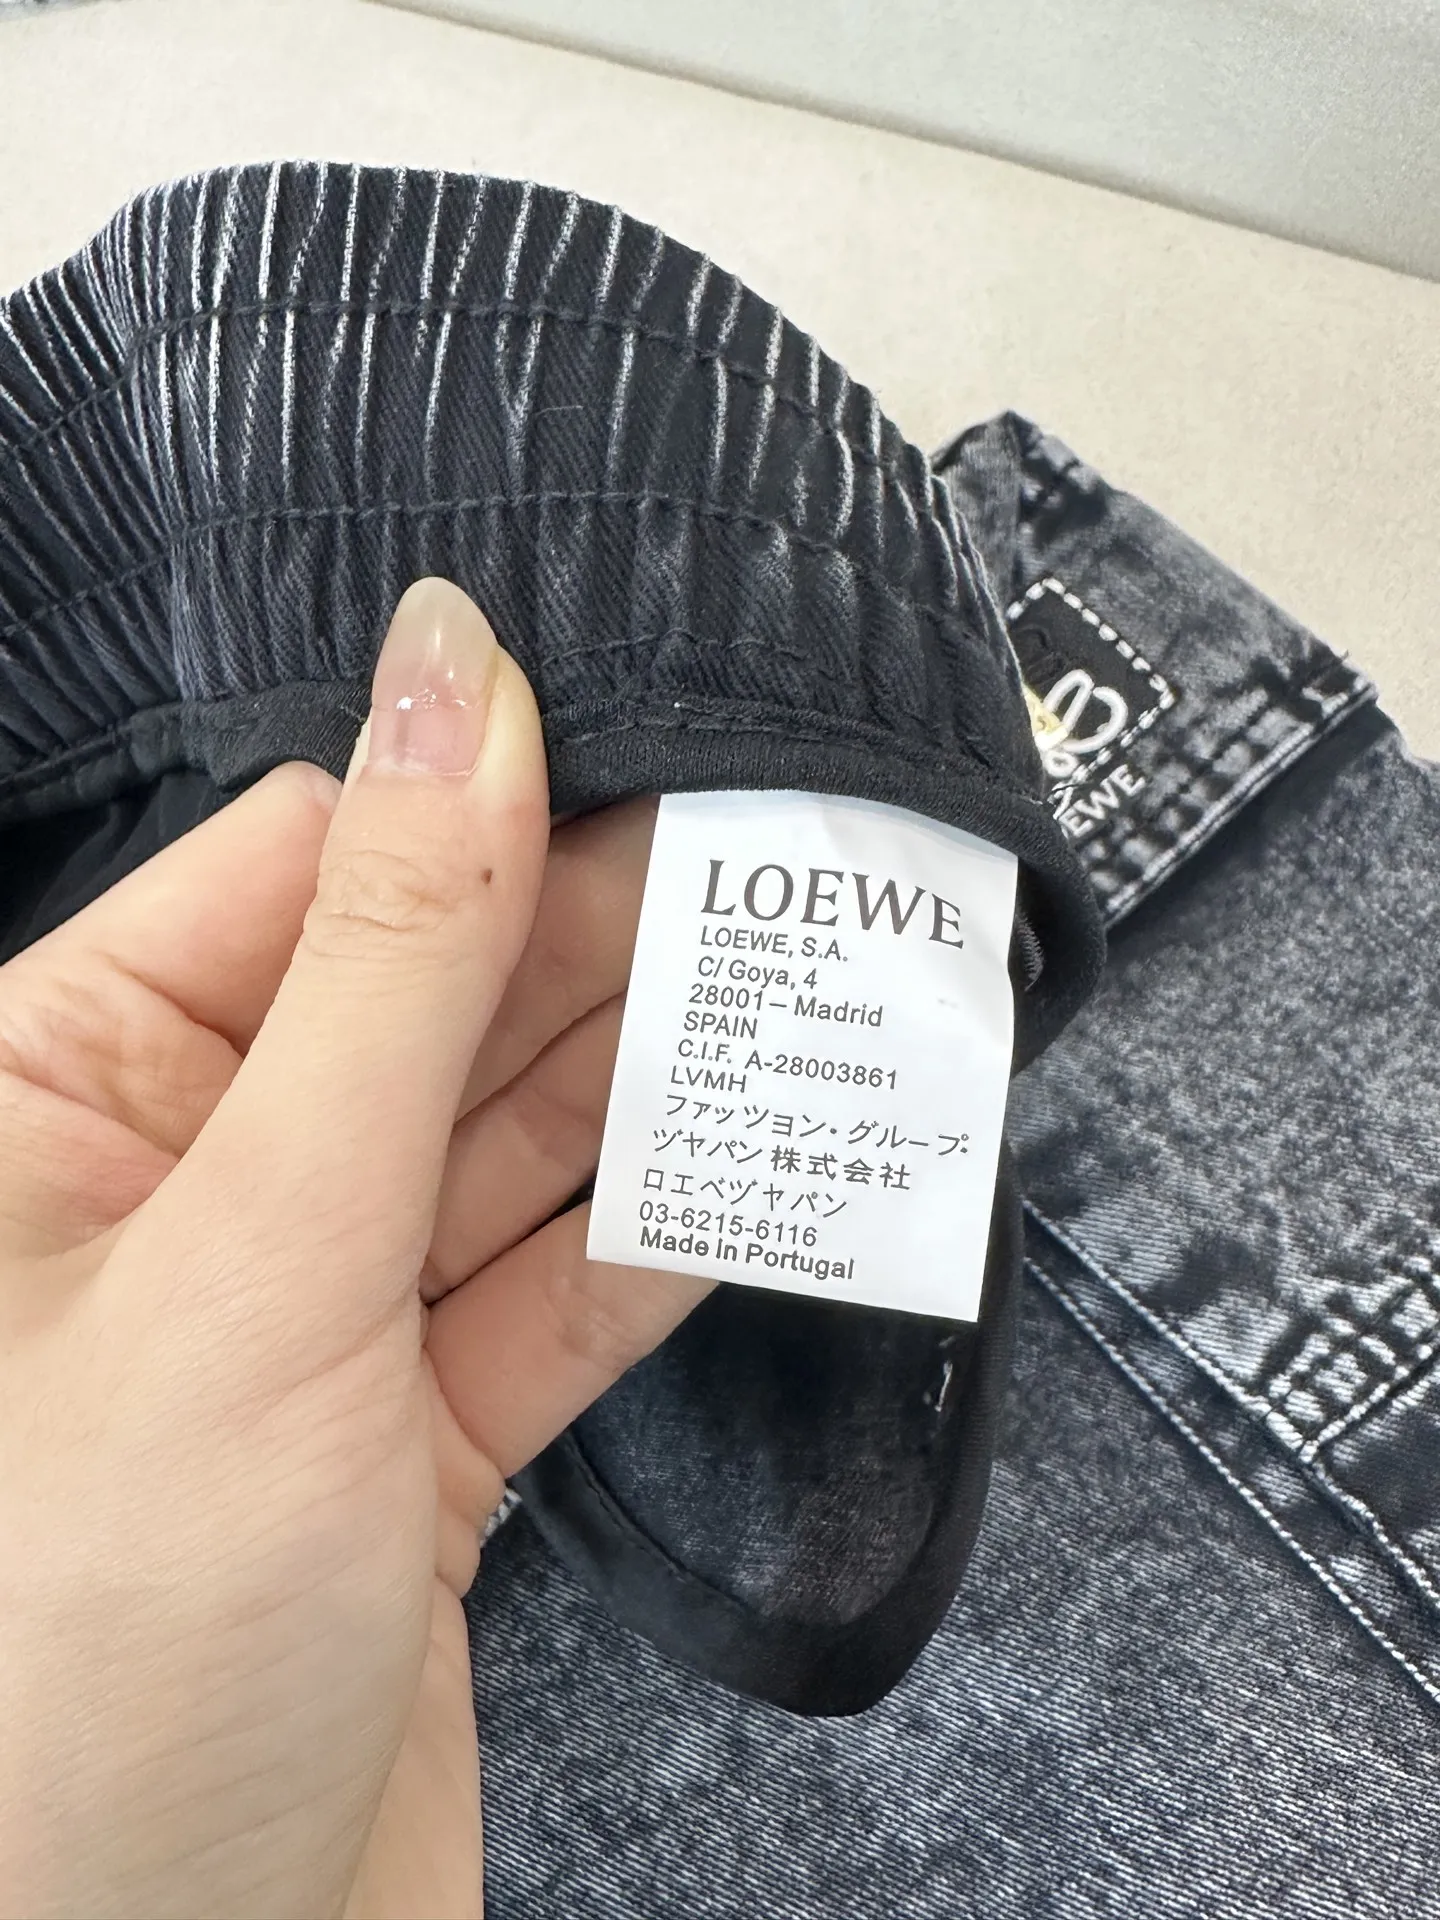 LOEWE
LOEWE, S.A.
C/ Goya, 4
28001 – Madrid
SPAIN
C.I.F. A-28003861
LVMH
ファッツョン・グループ.
ヅャパン 株式会社
ロエベヅャパン
03-6215-6116
Made in Portugal
EWE